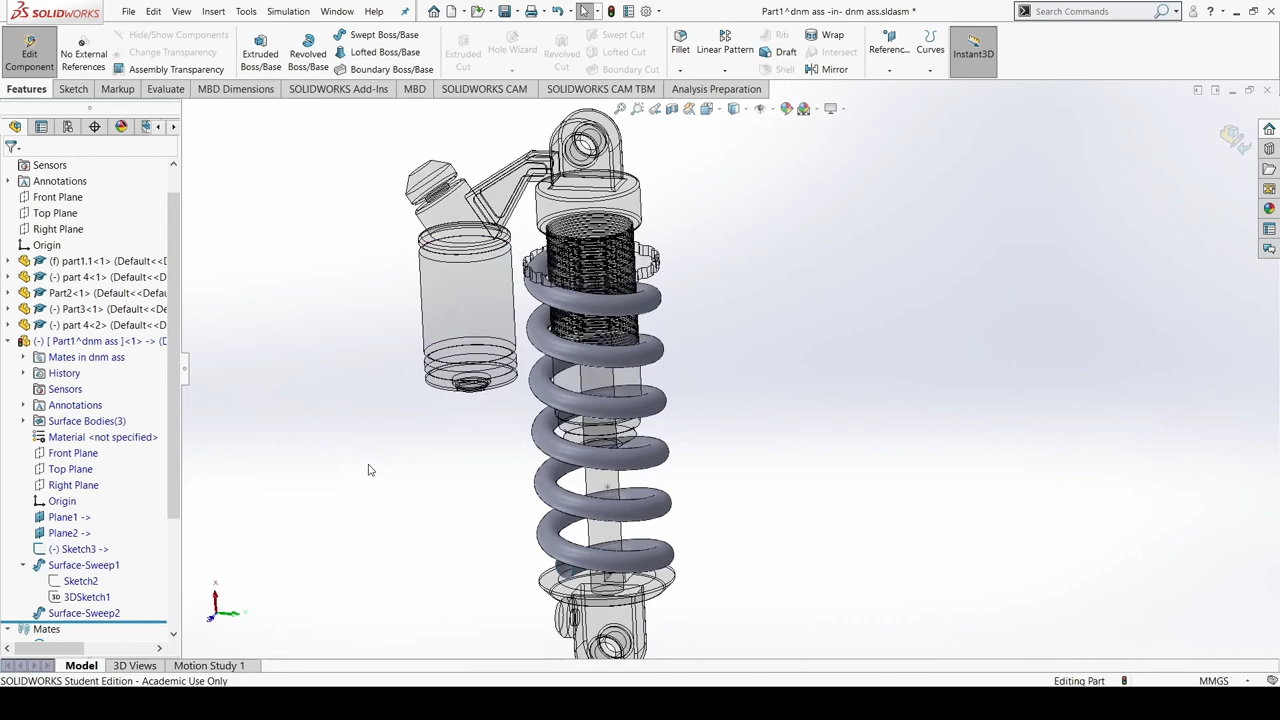 SOLIDWORKS
File
Edit
View
Insert
Tools
Simulation
Window
Help
Part1^dnm ass -in- dnm ass.sldasm *
Search Commands
Edit
Component
No External
References
Hide/Show Components
Change Transparency
Assembly Transparency
Extruded
Boss/Base
Revolved
Boss/Base
Swept Boss/Base
Lofted Boss/Base
Boundary Boss/Base
Extruded
Cut
Hole Wizard
Revolved
Cut
Swept Cut
Lofted Cut
Boundary Cut
Fillet
Linear Pattern
Rib
Draft
Shell
Wrap
Intersect
Mirror
Referenc...
Curves
Instant3D
Features
Sketch
Markup
Evaluate
MBD Dimensions
SOLIDWORKS Add-Ins
MBD
SOLIDWORKS CAM
SOLIDWORKS CAM TBM
Analysis Preparation
Sensors
Annotations
Front Plane
Top Plane
Right Plane
Origin
(f) part1.1<1> (Default<<D
(-) part 4<1> (Default<<De
Part2<1> (Default<<Defau
(-) Part3<1> (Default<<De
(-) part 4<2> (Default<<De
(-) [ Part1^dnm ass ]<1> -> (D
Mates in dnm ass
History
Sensors
Annotations
Surface Bodies(3)
Material <not specified>
Front Plane
Top Plane
Right Plane
Origin
Plane1 ->
Plane2 ->
(-) Sketch3 ->
Surface-Sweep1
Sketch2
3D 3DSketch1
Surface-Sweep2
Mates
X
Y
Z
Model
3D Views
Motion Study 1
SOLIDWORKS Student Edition - Academic Use Only
Editing Part
MMGS